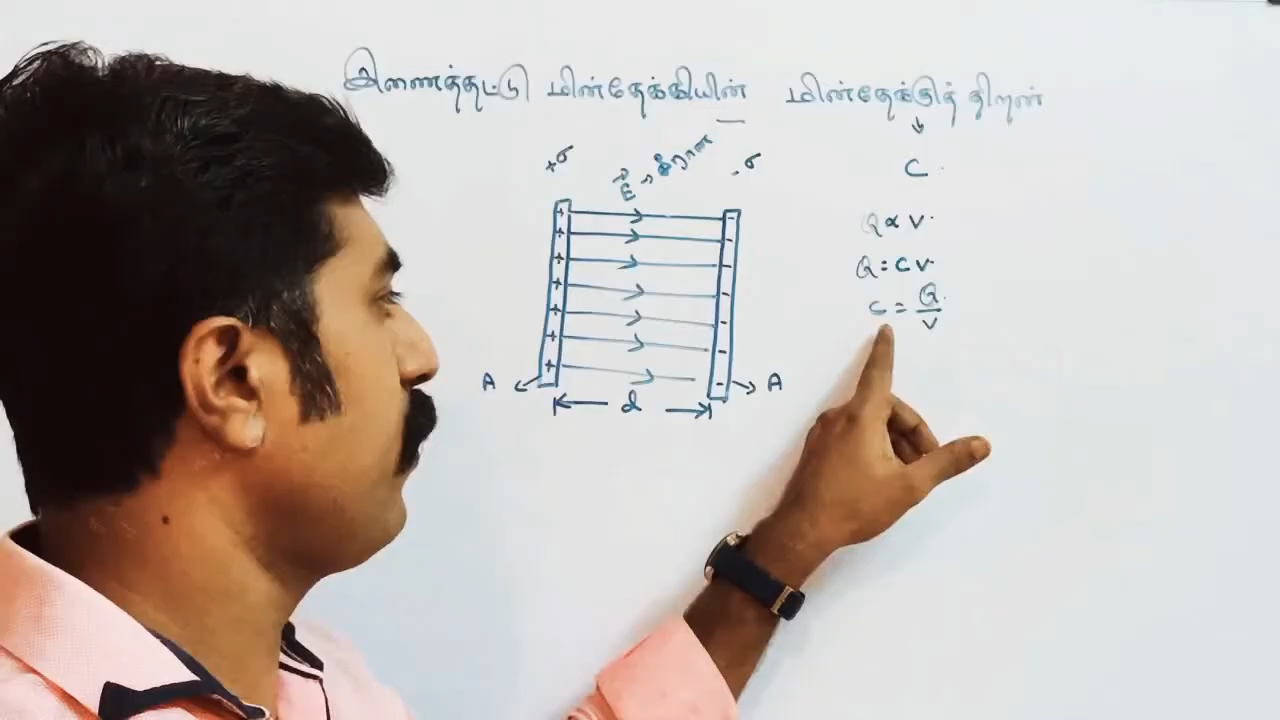 இணைத்தட்டு மின்தேக்கியின் மின்தேக்குத் திறன்
C
+σ
E⃗ → சீரான
-σ
Q ∝ V
Q = CV
C = Q/V
+ -
+ -
+ -
+ -
+ -
+ -
+ -
A d A